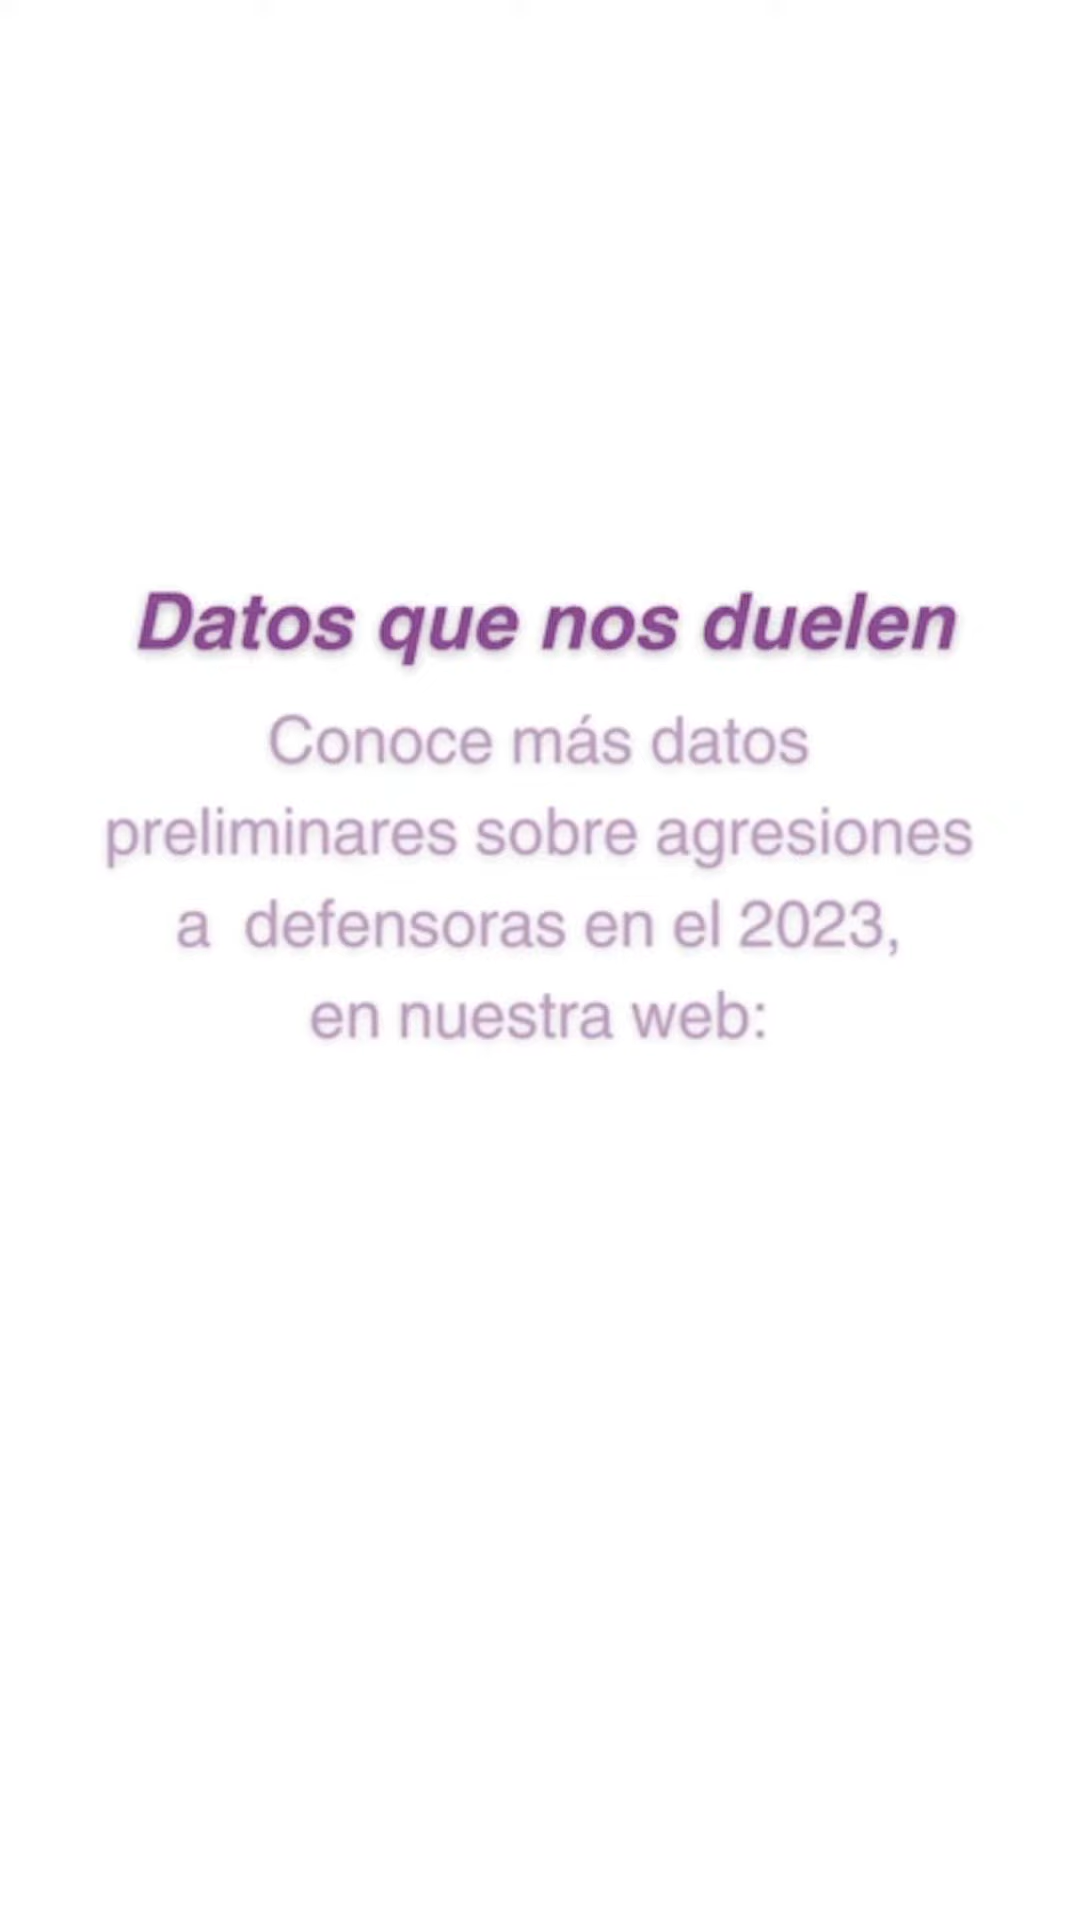 Datos que nos duelen
Conoce más datos
preliminares sobre agresiones
a  defensoras en el 2023,
en nuestra web: